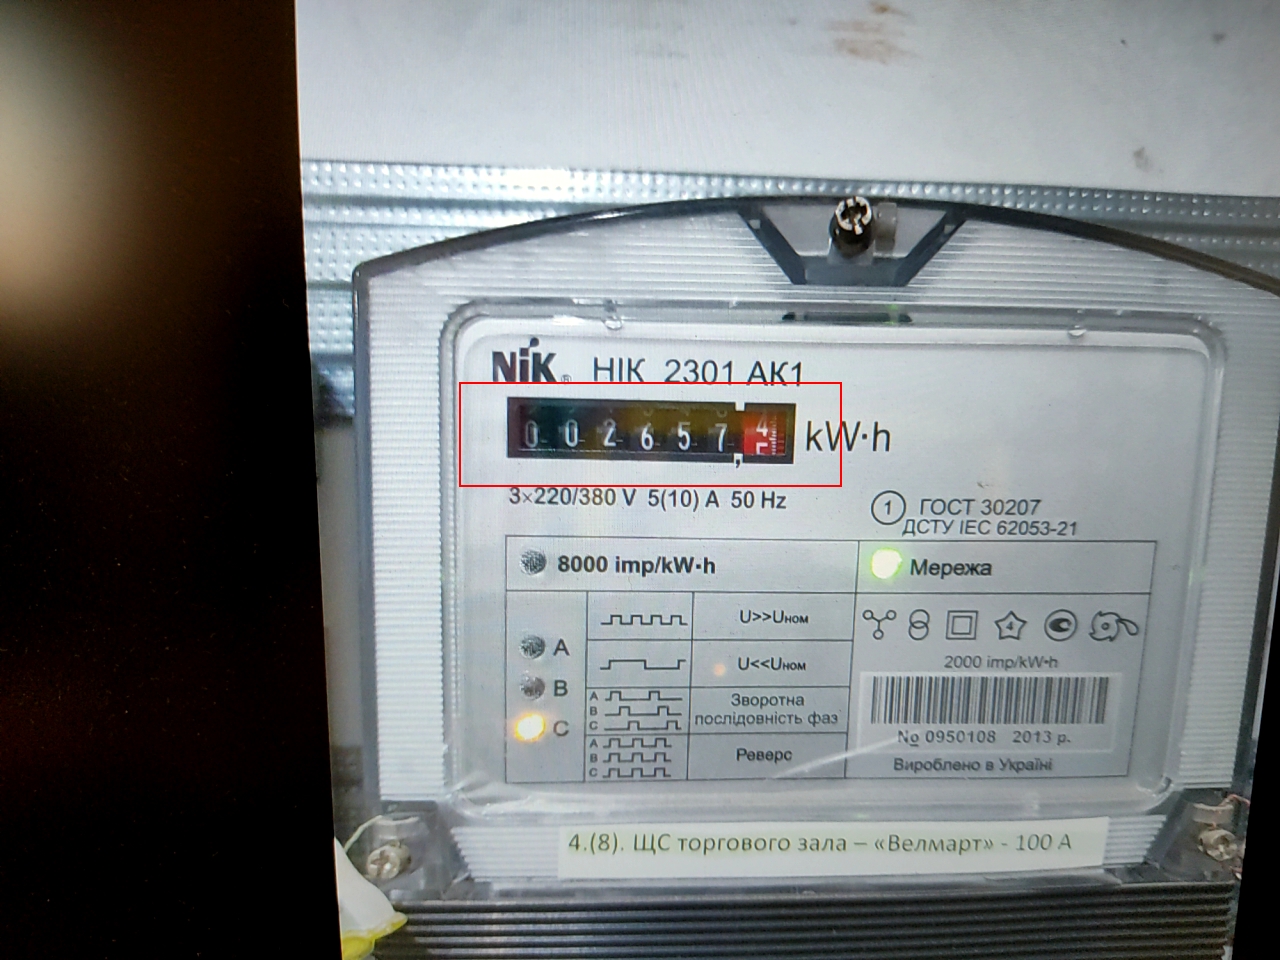 NiK® НІК 2301 АК1
002657,4 kW·h
3×220/380 V 5(10) A 50 Hz
1 ГОСТ 30207
ДСТУ IEC 62053-21
8000 imp/kW·h
Мережа
A
B
C
U>>Uном
U<<Uном
A
B
C
Зворотна
послідовність фаз
A
B
C
Реверс
4
2000 imp/kW·h
№ 0950108 2013 р.
Вироблено в Україні
4.(8). ЩС торгового зала – «Велмарт» - 100 А